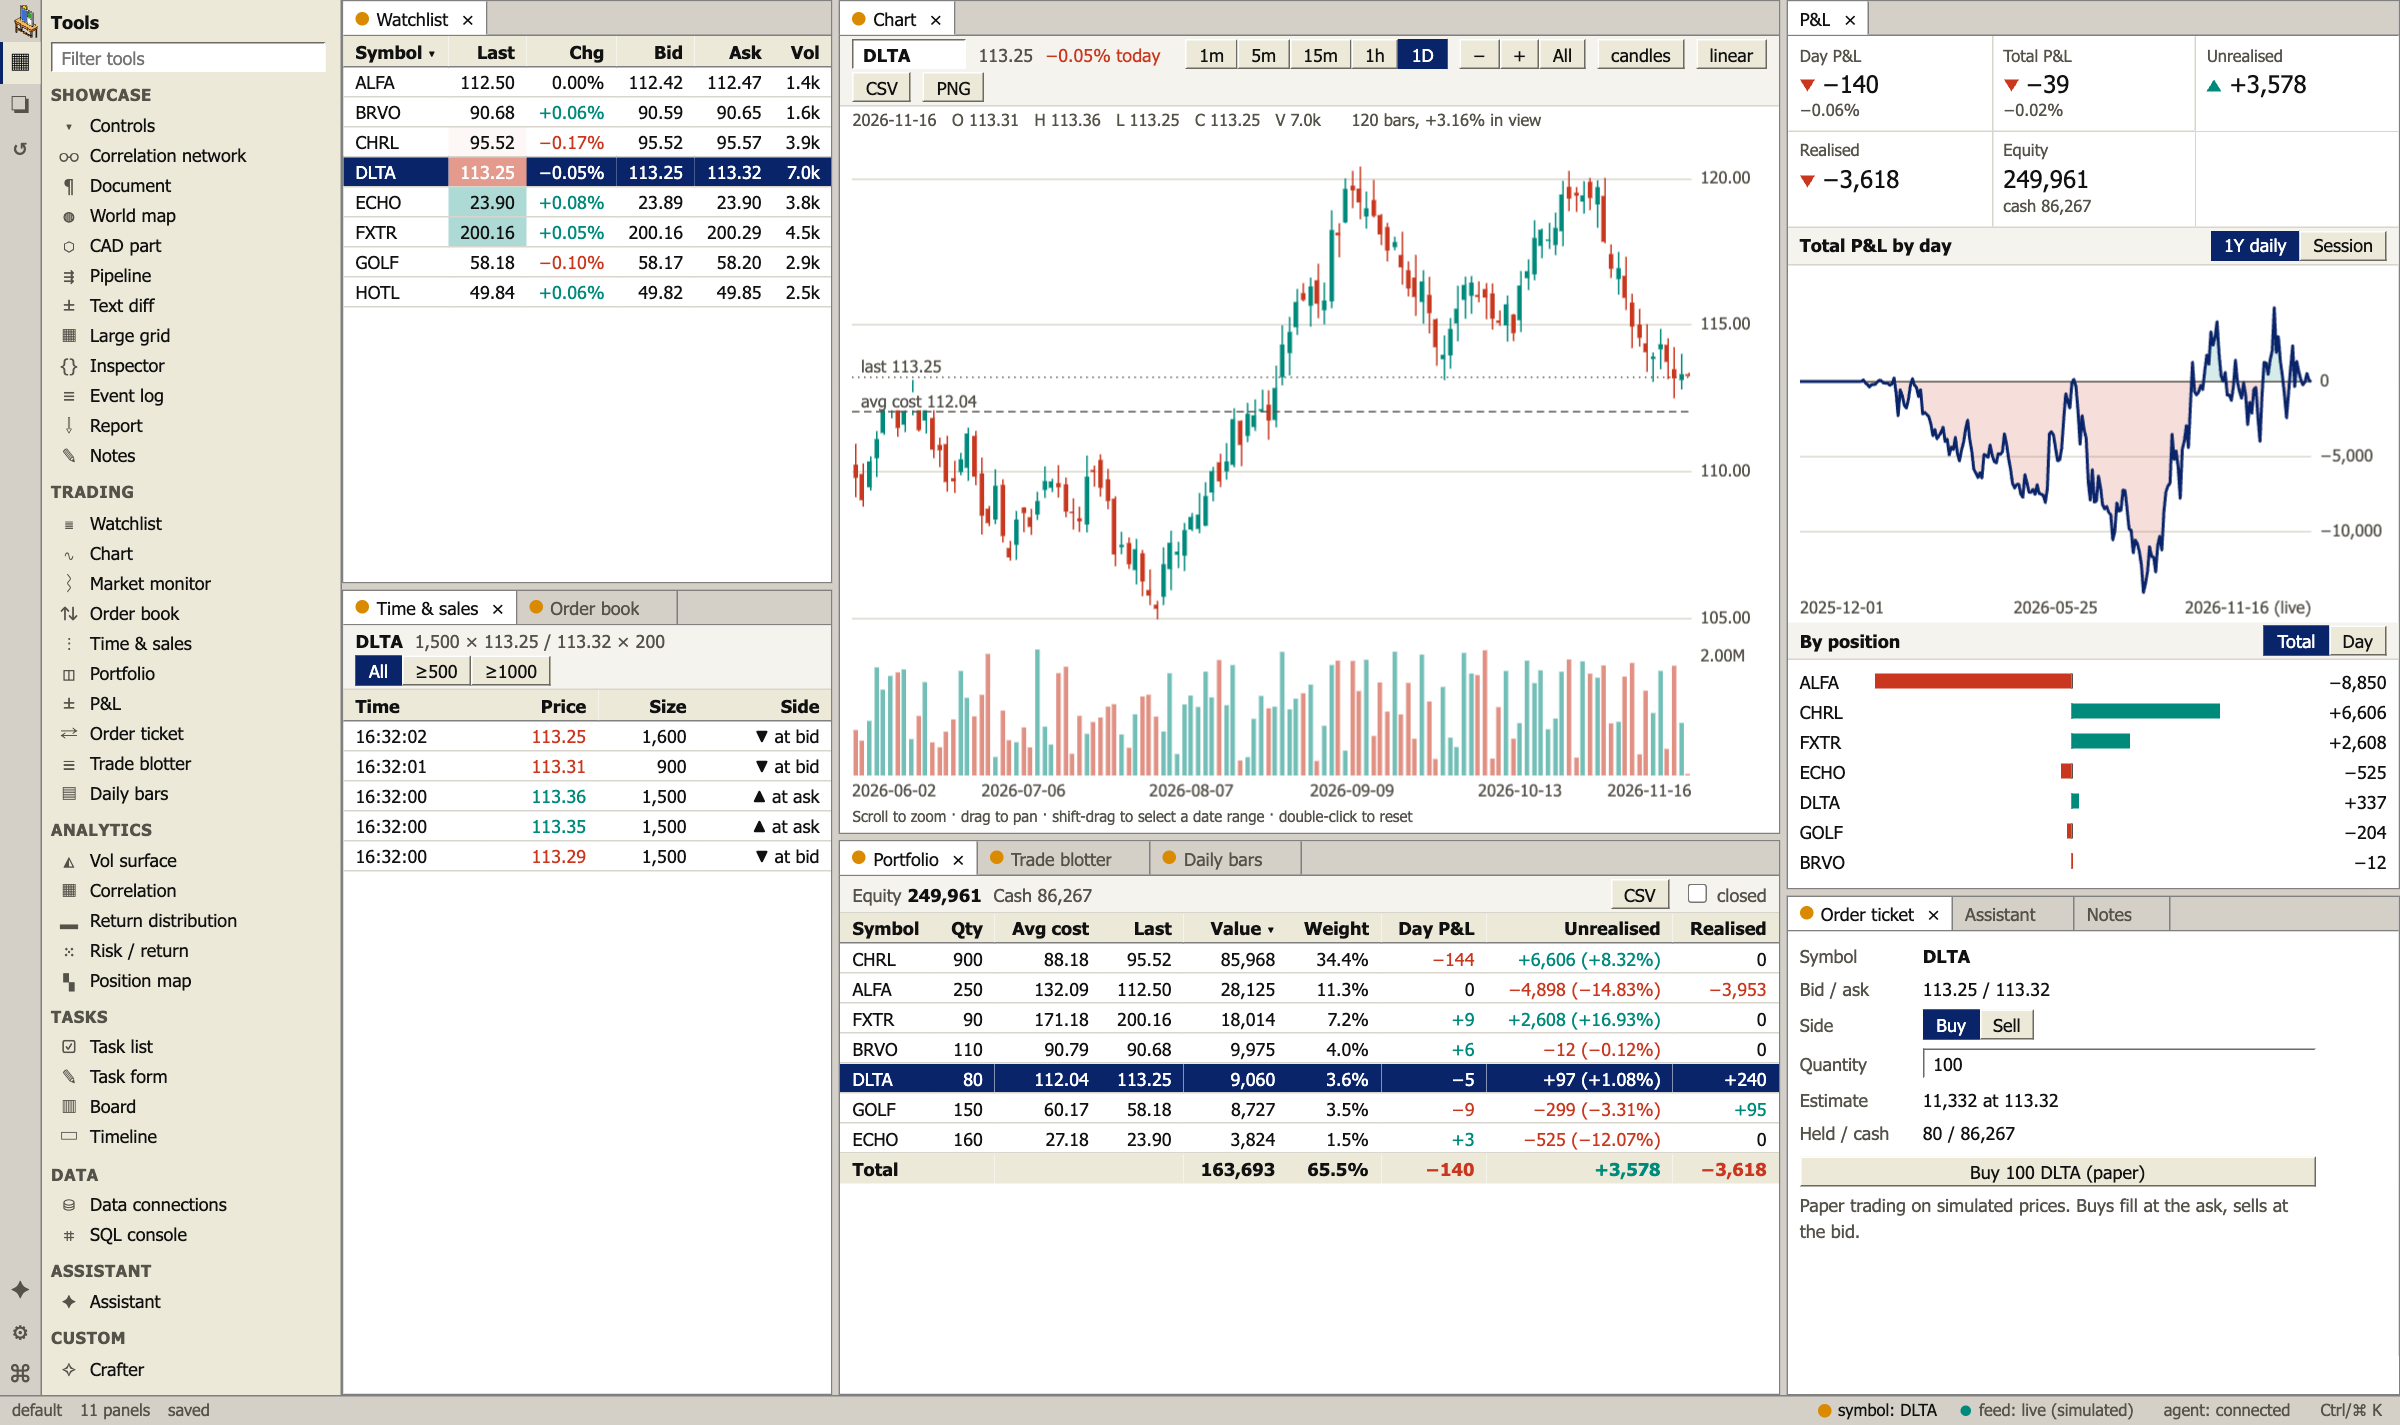 Tools
Filter tools
SHOWCASE
Controls
Correlation network
Document
World map
CAD part
Pipeline
Text diff
Large grid
Inspector
Event log
Report
Notes
TRADING
Watchlist
Chart
Market monitor
Order book
Time & sales
Portfolio
P&L
Order ticket
Trade blotter
Daily bars
ANALYTICS
Vol surface
Correlation
Return distribution
Risk / return
Position map
TASKS
Task list
Task form
Board
Timeline
DATA
Data connections
SQL console
ASSISTANT
Assistant
CUSTOM
Crafter
Watchlist ×
Symbol ▾ Last Chg Bid Ask Vol
ALFA 112.50 0.00% 112.42 112.47 1.4k
BRVO 90.68 +0.06% 90.59 90.65 1.6k
CHRL 95.52 −0.17% 95.52 95.57 3.9k
DLTA 113.25 −0.05% 113.25 113.32 7.0k
ECHO 23.90 +0.08% 23.89 23.90 3.8k
FXTR 200.16 +0.05% 200.16 200.29 4.5k
GOLF 58.18 −0.10% 58.17 58.20 2.9k
HOTL 49.84 +0.06% 49.82 49.85 2.5k
Time & sales × Order book
DLTA 1,500 × 113.25 / 113.32 × 200
All ≥500 ≥1000
Time Price Size Side
16:32:02 113.25 1,600 ▼ at bid
16:32:01 113.31 900 ▼ at bid
16:32:00 113.36 1,500 ▲ at ask
16:32:00 113.35 1,500 ▲ at ask
16:32:00 113.29 1,500 ▼ at bid
Chart ×
DLTA 113.25 −0.05% today 1m 5m 15m 1h 1D − + All candles linear
CSV PNG
2026-11-16 O 113.31 H 113.36 L 113.25 C 113.25 V 7.0k 120 bars, +3.16% in view
120.00
115.00
last 113.25
avg cost 112.04
110.00
105.00
2.00M
2026-06-02 2026-07-06 2026-08-07 2026-09-09 2026-10-13 2026-11-16
Scroll to zoom · drag to pan · shift-drag to select a date range · double-click to reset
Portfolio × Trade blotter Daily bars
Equity 249,961 Cash 86,267 CSV closed
Symbol Qty Avg cost Last Value ▾ Weight Day P&L Unrealised Realised
CHRL 900 88.18 95.52 85,968 34.4% −144 +6,606 (+8.32%) 0
ALFA 250 132.09 112.50 28,125 11.3% 0 −4,898 (−14.83%) −3,953
FXTR 90 171.18 200.16 18,014 7.2% +9 +2,608 (+16.93%) 0
BRVO 110 90.79 90.68 9,975 4.0% +6 −12 (−0.12%) 0
DLTA 80 112.04 113.25 9,060 3.6% −5 +97 (+1.08%) +240
GOLF 150 60.17 58.18 8,727 3.5% −9 −299 (−3.31%) +95
ECHO 160 27.18 23.90 3,824 1.5% +3 −525 (−12.07%) 0
Total 163,693 65.5% −140 +3,578 −3,618
P&L ×
Day P&L Total P&L Unrealised
▼ −140 ▼ −39 ▲ +3,578
−0.06% −0.02%
Realised Equity
▼ −3,618 249,961
cash 86,267
Total P&L by day 1Y daily Session
0
−5,000
−10,000
2025-12-01 2026-05-25 2026-11-16 (live)
By position Total Day
ALFA −8,850
CHRL +6,606
FXTR +2,608
ECHO −525
DLTA +337
GOLF −204
BRVO −12
Order ticket × Assistant Notes
Symbol DLTA
Bid / ask 113.25 / 113.32
Side Buy Sell
Quantity 100
Estimate 11,332 at 113.32
Held / cash 80 / 86,267
Buy 100 DLTA (paper)
Paper trading on simulated prices. Buys fill at the ask, sells at
the bid.
default 11 panels saved
symbol: DLTA feed: live (simulated) agent: connected Ctrl/⌘ K